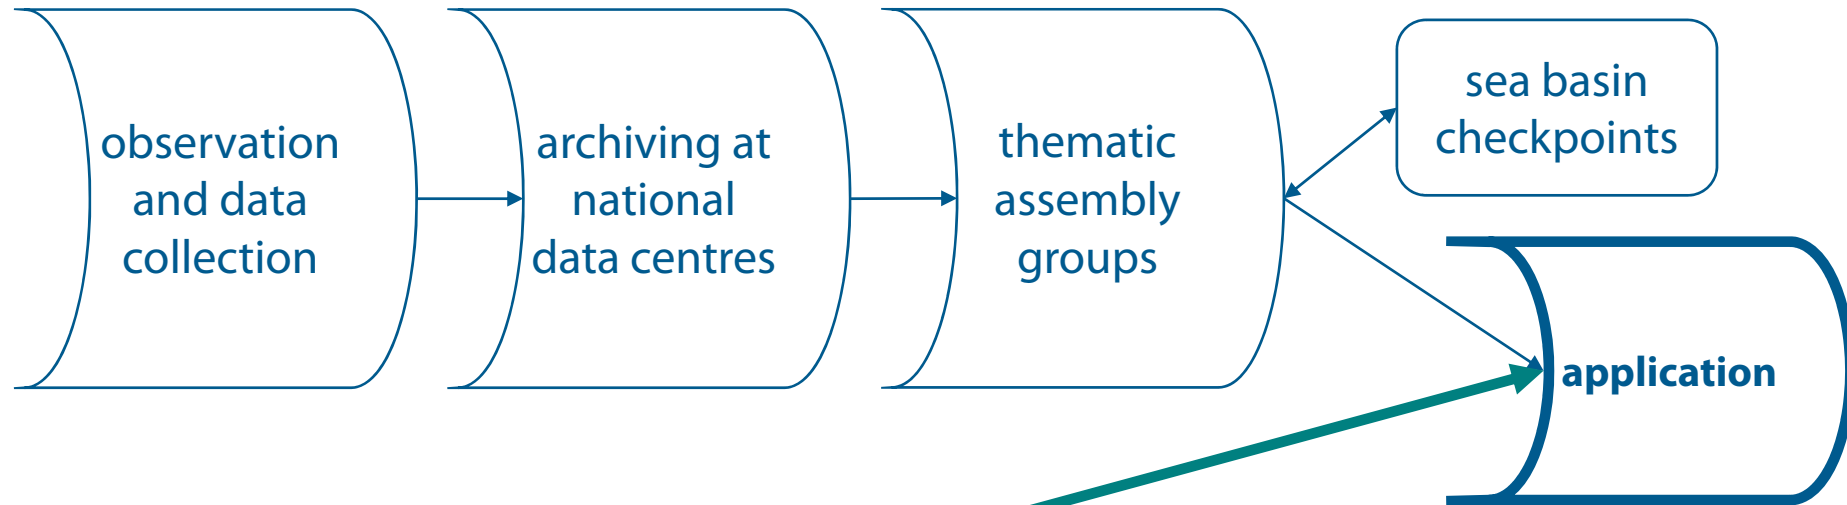 observation
and data
collection
archiving at
national
data centres
thematic
assembly
groups
sea basin
checkpoints
application